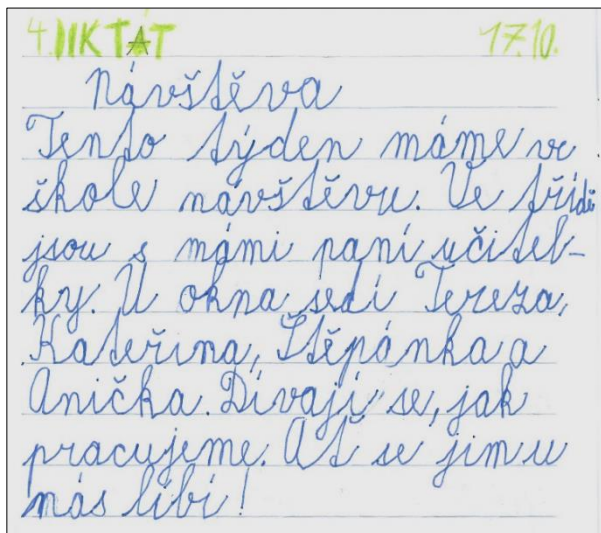 4. DIKTÁT 17.10.
Návštěva
Tento týden máme ve
škole návštěvu. Ve třídě
jsou s námi paní učitel-
ky. U okna sedí Tereza,
Kateřina, Štěpánka a
Anička. Dívají se, jak
pracujeme. Ať se jim u
nás líbí!